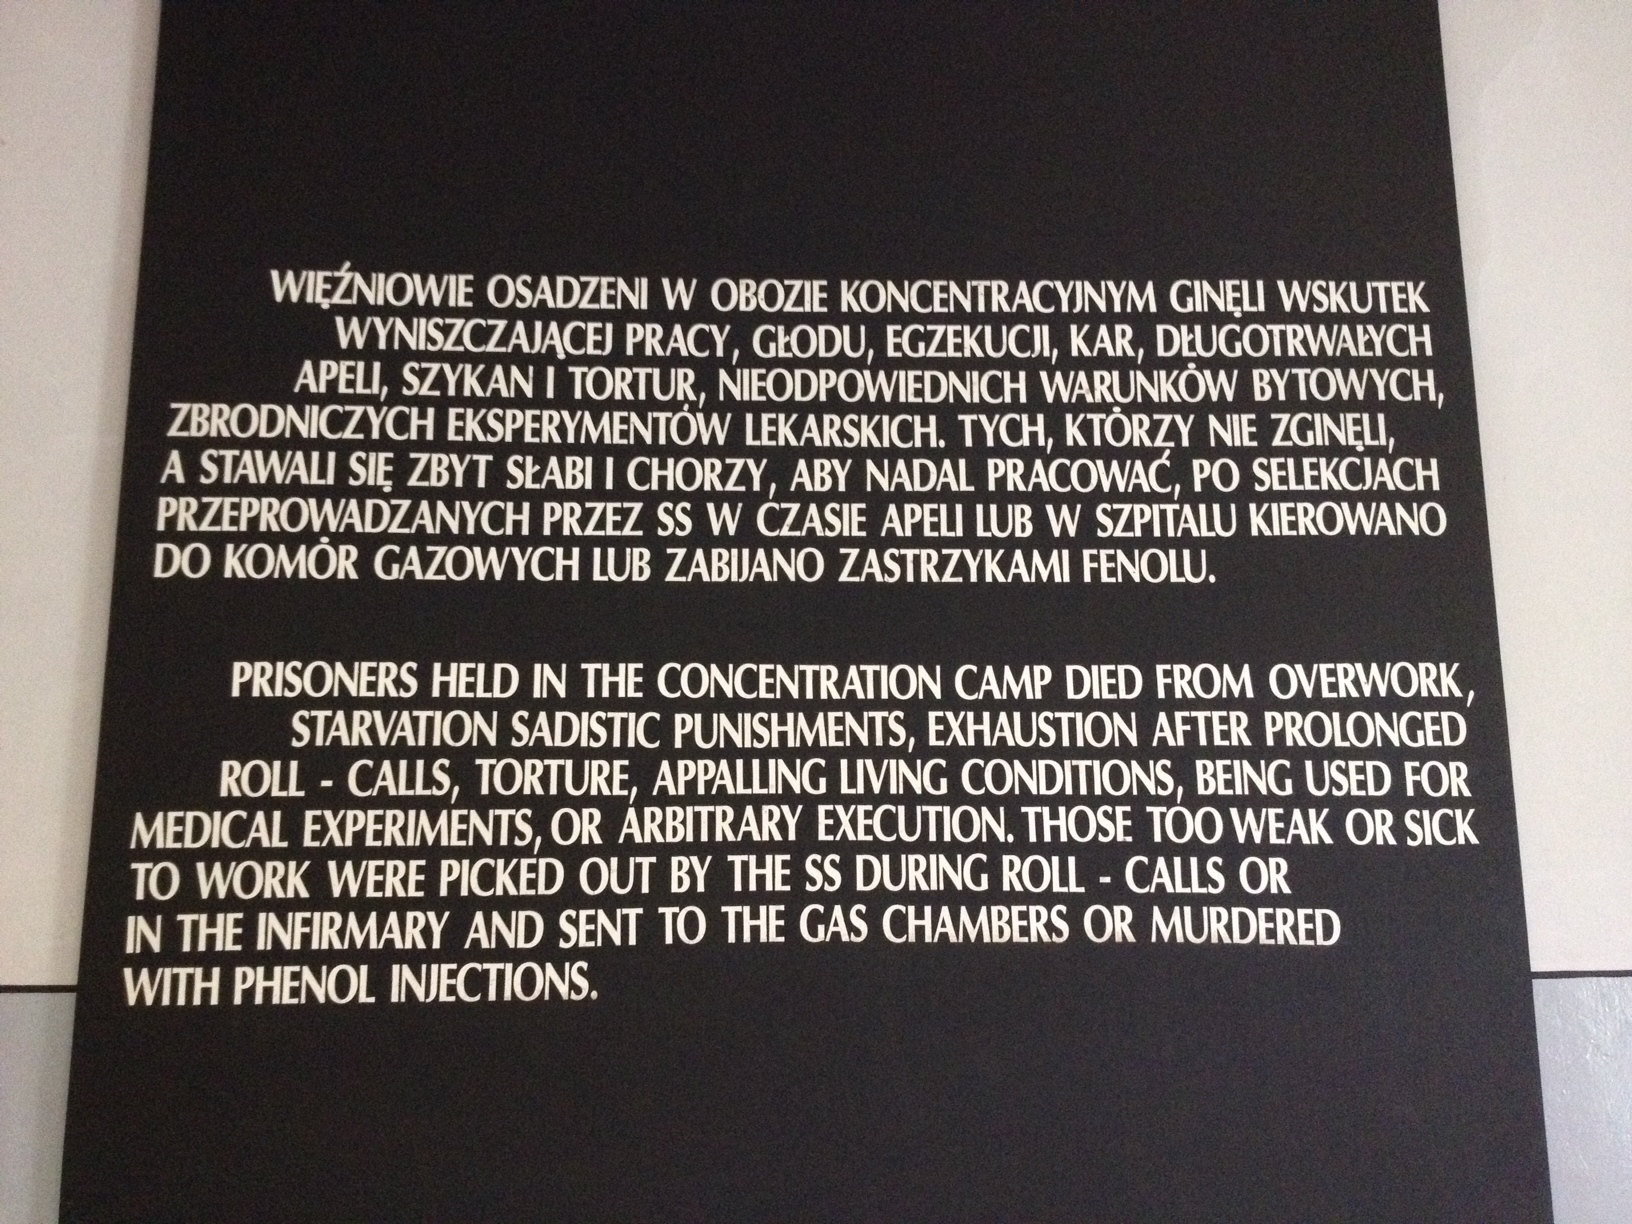 WIĘŹNIOWIE OSADZENI W OBOZIE KONCENTRACYJNYM GINĘLI WSKUTEK
WYNISZCZAJĄCEJ PRACY, GŁODU, EGZEKUCJI, KAR, DŁUGOTRWAŁYCH
APELI, SZYKAN I TORTUR, NIEODPOWIEDNICH WARUNKÓW BYTOWYCH,
ZBRODNICZYCH EKSPERYMENTÓW LEKARSKICH. TYCH, KTÓRZY NIE ZGINĘLI,
A STAWALI SIĘ ZBYT SŁABI I CHORZY, ABY NADAL PRACOWAĆ, PO SELEKCJACH
PRZEPROWADZANYCH PRZEZ SS W CZASIE APELI LUB W SZPITALU KIEROWANO
DO KOMÓR GAZOWYCH LUB ZABIJANO ZASTRZYKAMI FENOLU.
PRISONERS HELD IN THE CONCENTRATION CAMP DIED FROM OVERWORK,
STARVATION SADISTIC PUNISHMENTS, EXHAUSTION AFTER PROLONGED
ROLL - CALLS, TORTURE, APPALLING LIVING CONDITIONS, BEING USED FOR
MEDICAL EXPERIMENTS, OR ARBITRARY EXECUTION. THOSE TOO WEAK OR SICK
TO WORK WERE PICKED OUT BY THE SS DURING ROLL - CALLS OR
IN THE INFIRMARY AND SENT TO THE GAS CHAMBERS OR MURDERED
WITH PHENOL INJECTIONS.